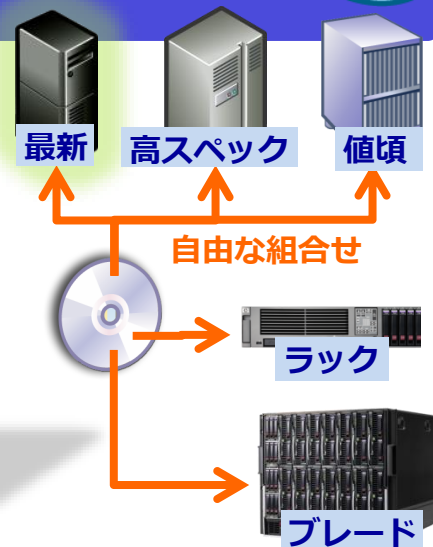 最新
高スペック
値頃
自由な組合せ
ラック
ブレード